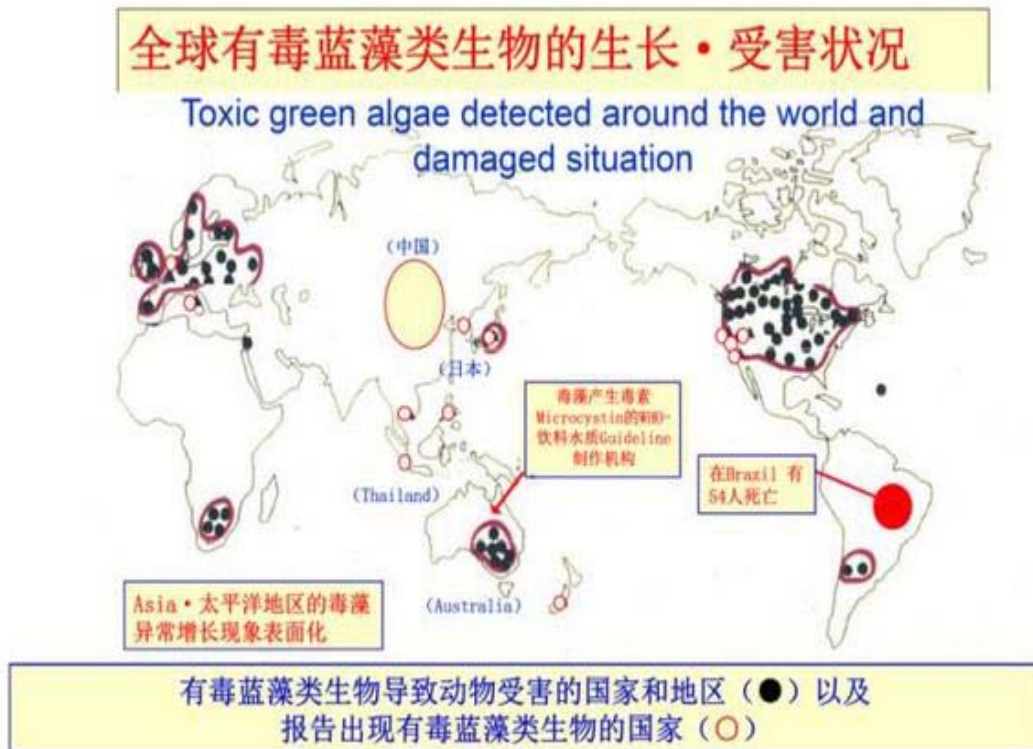 全球有毒蓝藻类生物的生长・受害状况
Toxic green algae detected around the world and
damaged situation
(中国)
(日本)
毒藻产生毒素
Microcystin的WHO-
饮料水质Guideline
制作机构
在Brazil 有
54人死亡
(Thailand)
(Australia)
Asia・太平洋地区的毒藻
异常增长现象表面化
有毒蓝藻类生物导致动物受害的国家和地区(●)以及
报告出现有毒蓝藻类生物的国家(○)